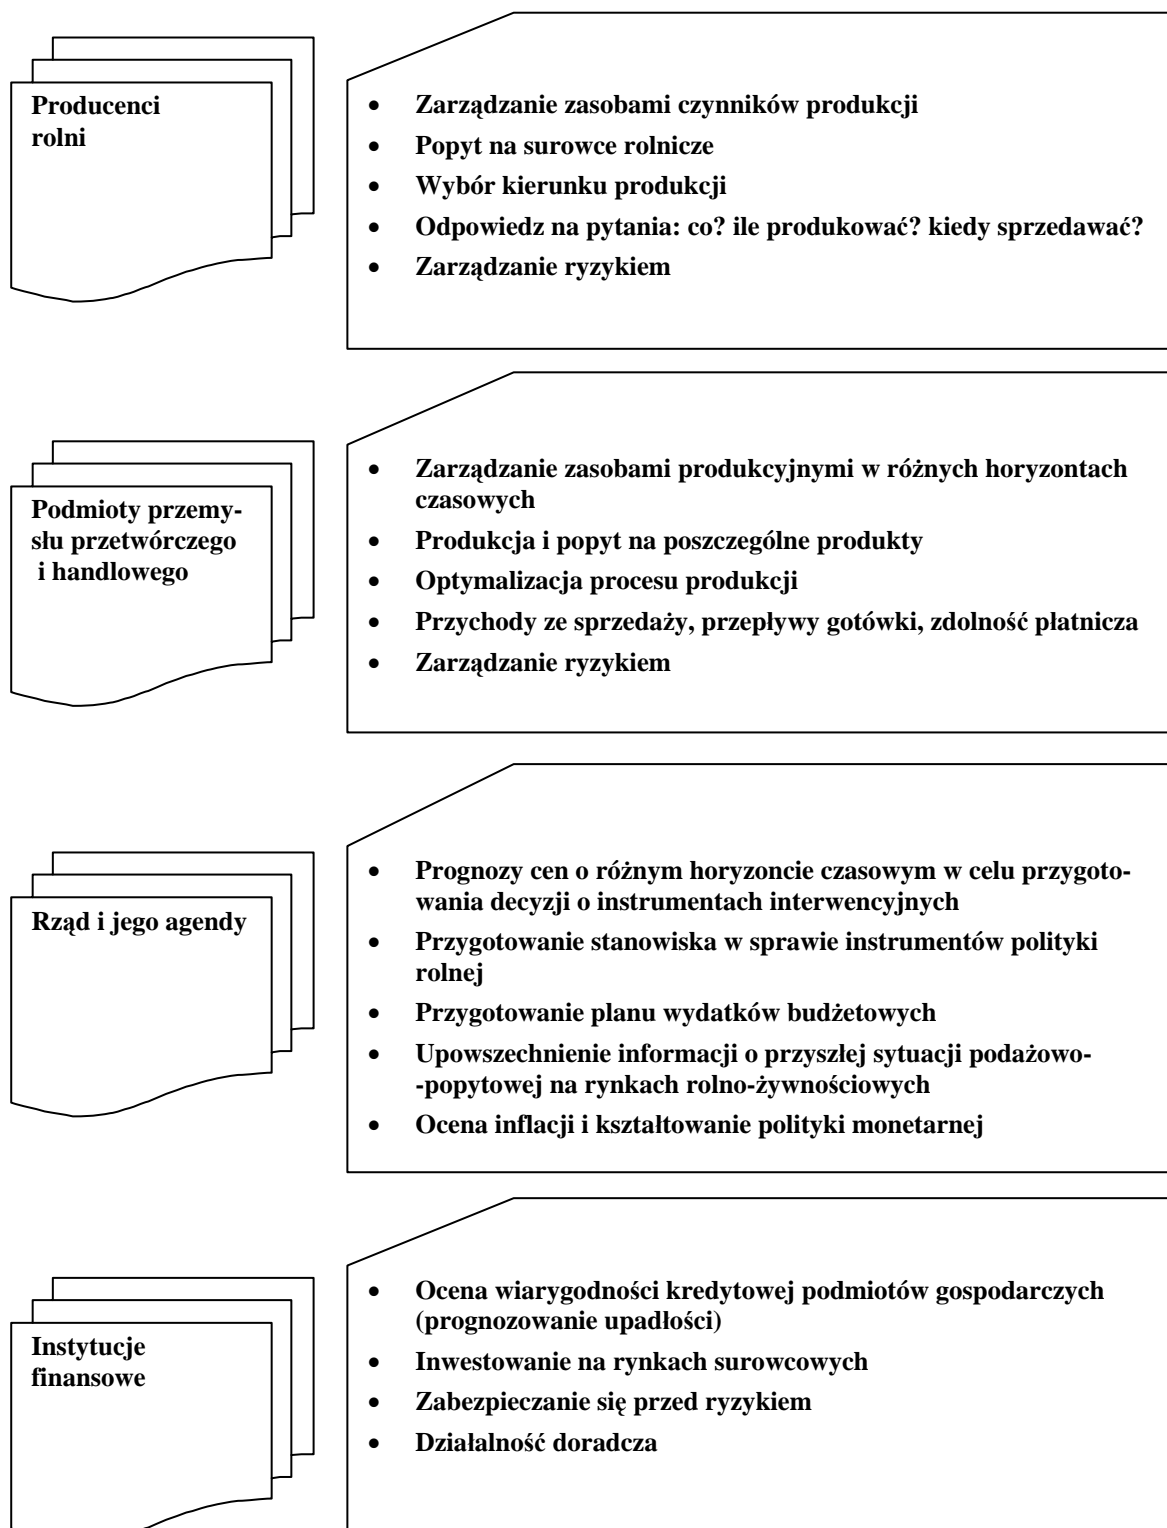 Producenci
rolni
• Zarządzanie zasobami czynników produkcji
• Popyt na surowce rolnicze
• Wybór kierunku produkcji
• Odpowiedz na pytania: co? ile produkować? kiedy sprzedawać?
• Zarządzanie ryzykiem
Podmioty przemy-
słu przetwórczego
i handlowego
• Zarządzanie zasobami produkcyjnymi w różnych horyzontach
czasowych
• Produkcja i popyt na poszczególne produkty
• Optymalizacja procesu produkcji
• Przychody ze sprzedaży, przepływy gotówki, zdolność płatnicza
• Zarządzanie ryzykiem
Rząd i jego agendy
• Prognozy cen o różnym horyzoncie czasowym w celu przygoto-
wania decyzji o instrumentach interwencyjnych
• Przygotowanie stanowiska w sprawie instrumentów polityki
rolnej
• Przygotowanie planu wydatków budżetowych
• Upowszechnienie informacji o przyszłej sytuacji podażowo-
-popytowej na rynkach rolno-żywnościowych
• Ocena inflacji i kształtowanie polityki monetarnej
Instytucje
finansowe
• Ocena wiarygodności kredytowej podmiotów gospodarczych
(prognozowanie upadłości)
• Inwestowanie na rynkach surowcowych
• Zabezpieczanie się przed ryzykiem
• Działalność doradcza